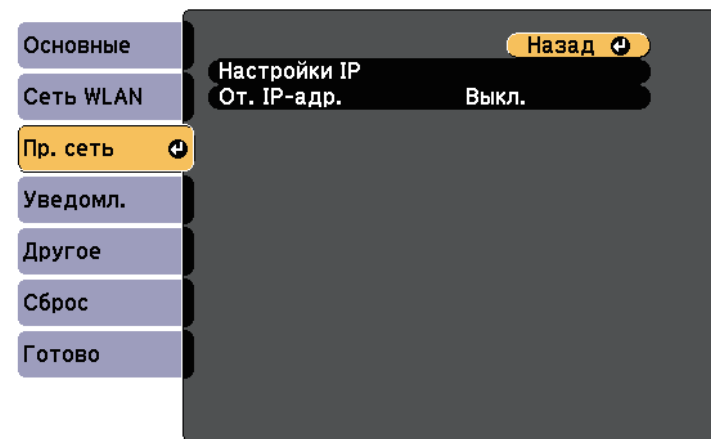 Основные
Сеть WLAN
Пр. сеть
Уведомл.
Другое
Сброс
Готово
Назад
Настройки IP
От. IP-адр. Выкл.